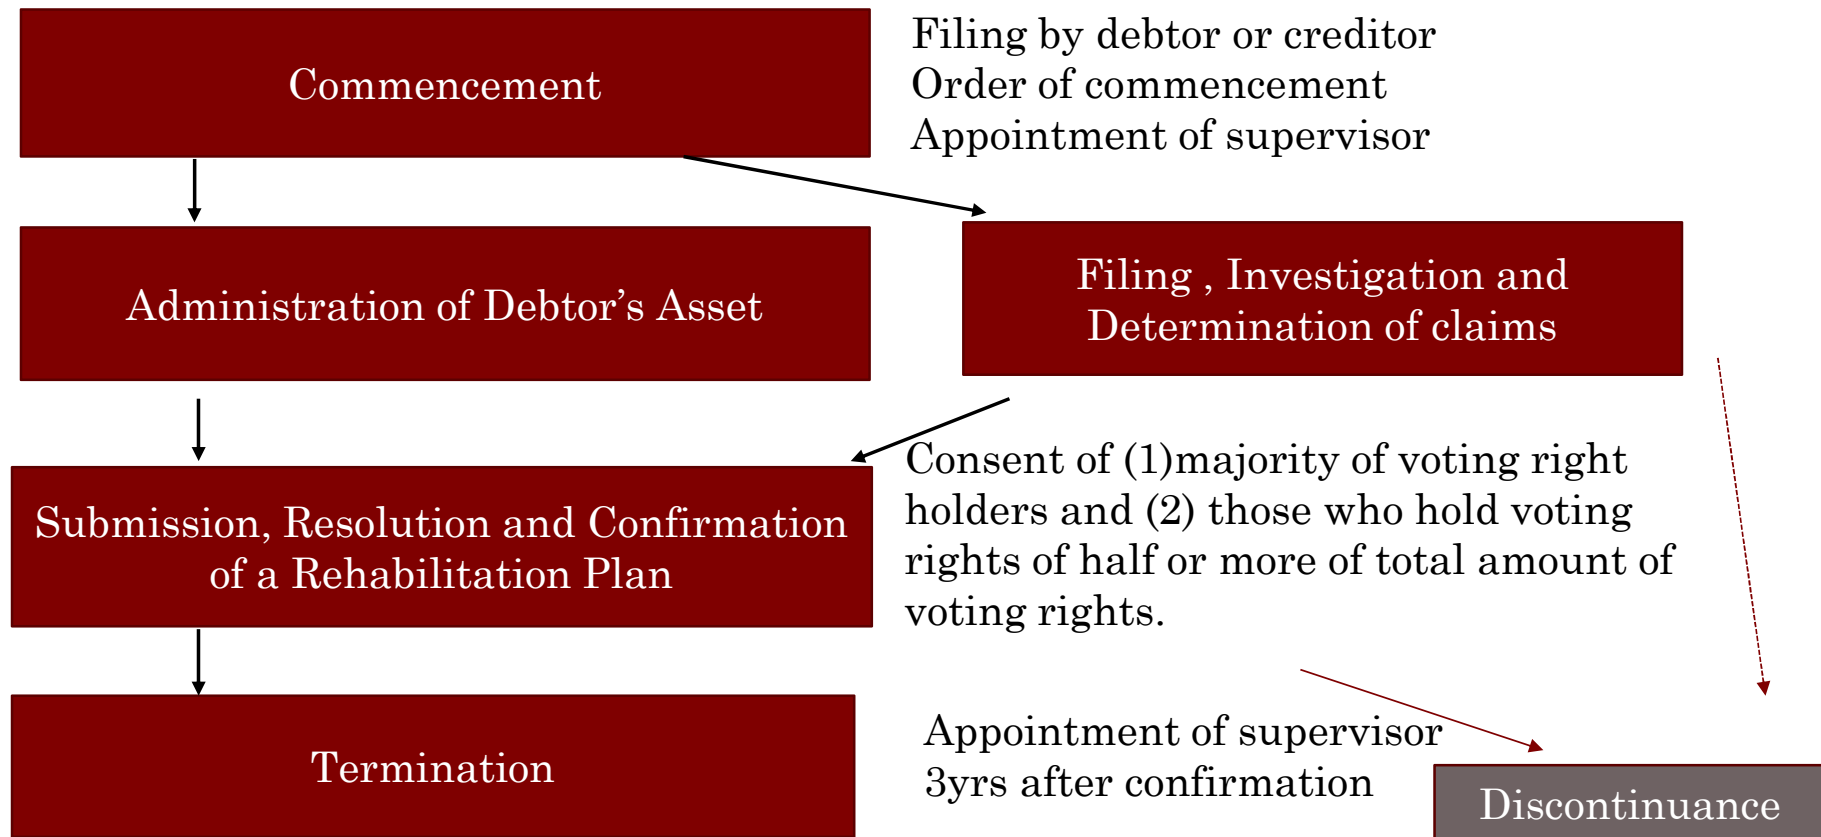 Commencement
Filing by debtor or creditor
Order of commencement
Appointment of supervisor
Administration of Debtor’s Asset
Filing , Investigation and
Determination of claims
Submission, Resolution and Confirmation
of a Rehabilitation Plan
Consent of (1)majority of voting right
holders and (2) those who hold voting
rights of half or more of total amount of
voting rights.
Termination
Appointment of supervisor
3yrs after confirmation
Discontinuance